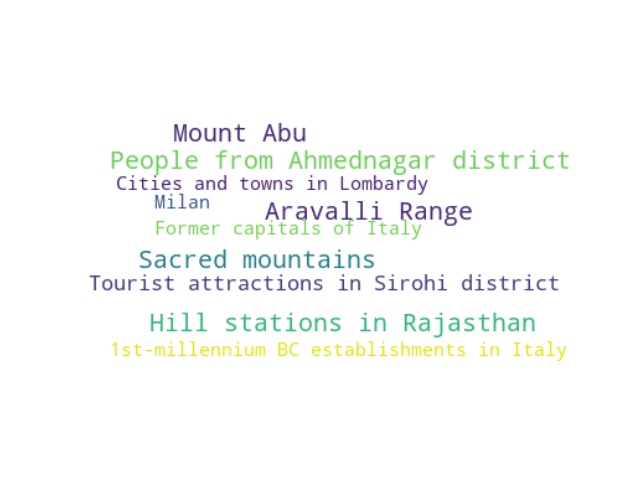 Mount Abu
People from Ahmednagar district
Cities and towns in Lombardy
Milan
Aravalli Range
Former capitals of Italy
Sacred mountains
Tourist attractions in Sirohi district
Hill stations in Rajasthan
1st-millennium BC establishments in Italy